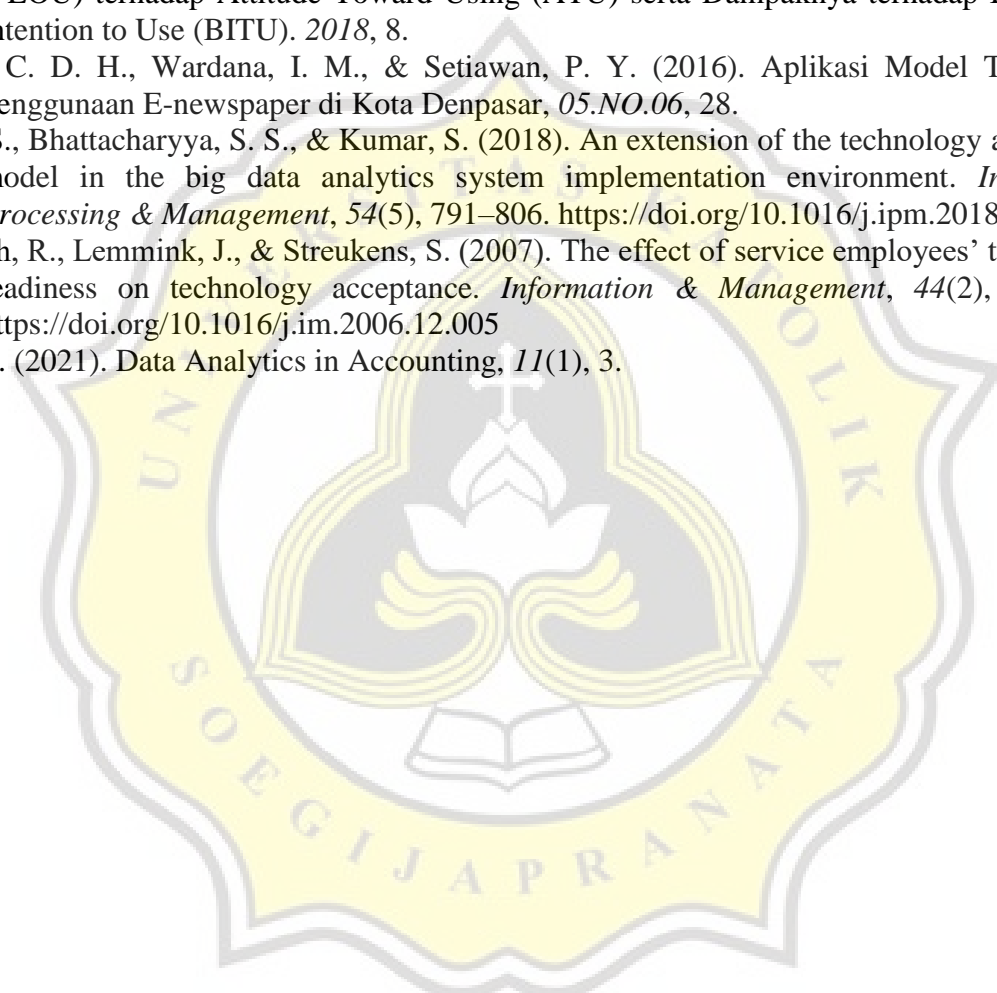 EOU) terhadap Attitude Toward Using (ATU) serta Dampaknya terhadap
ntention to Use (BITU). 2018, 8.
C. D. H., Wardana, I. M., & Setiawan, P. Y. (2016). Aplikasi Model T
enggunaan E-newspaper di Kota Denpasar, 05.NO.06, 28.
S., Bhattacharyya, S. S., & Kumar, S. (2018). An extension of the technology a
nodel in the big data analytics system implementation environment. In
rocessing & Management, 54(5), 791–806. https://doi.org/10.1016/j.ipm.2018
h, R., Lemmink, J., & Streukens, S. (2007). The effect of service employees’ t
eadiness on technology acceptance. Information & Management, 44(2),
ttps://doi.org/10.1016/j.im.2006.12.005
. (2021). Data Analytics in Accounting, 11(1), 3.
UNIVERSITAS KATOLIK
SOEGIJAPRANATA